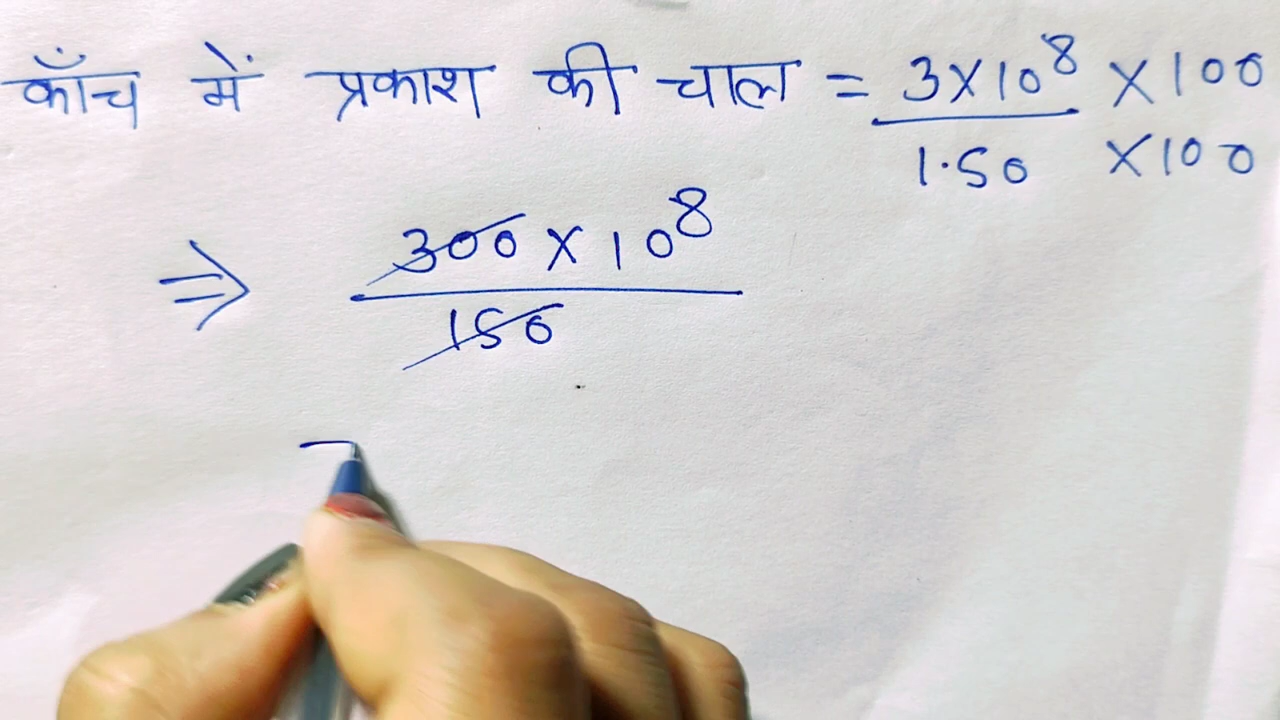 काँच में प्रकाश की चाल = 3×10⁸ × 100
1.50 × 100
⇒ 300 × 10⁸
150